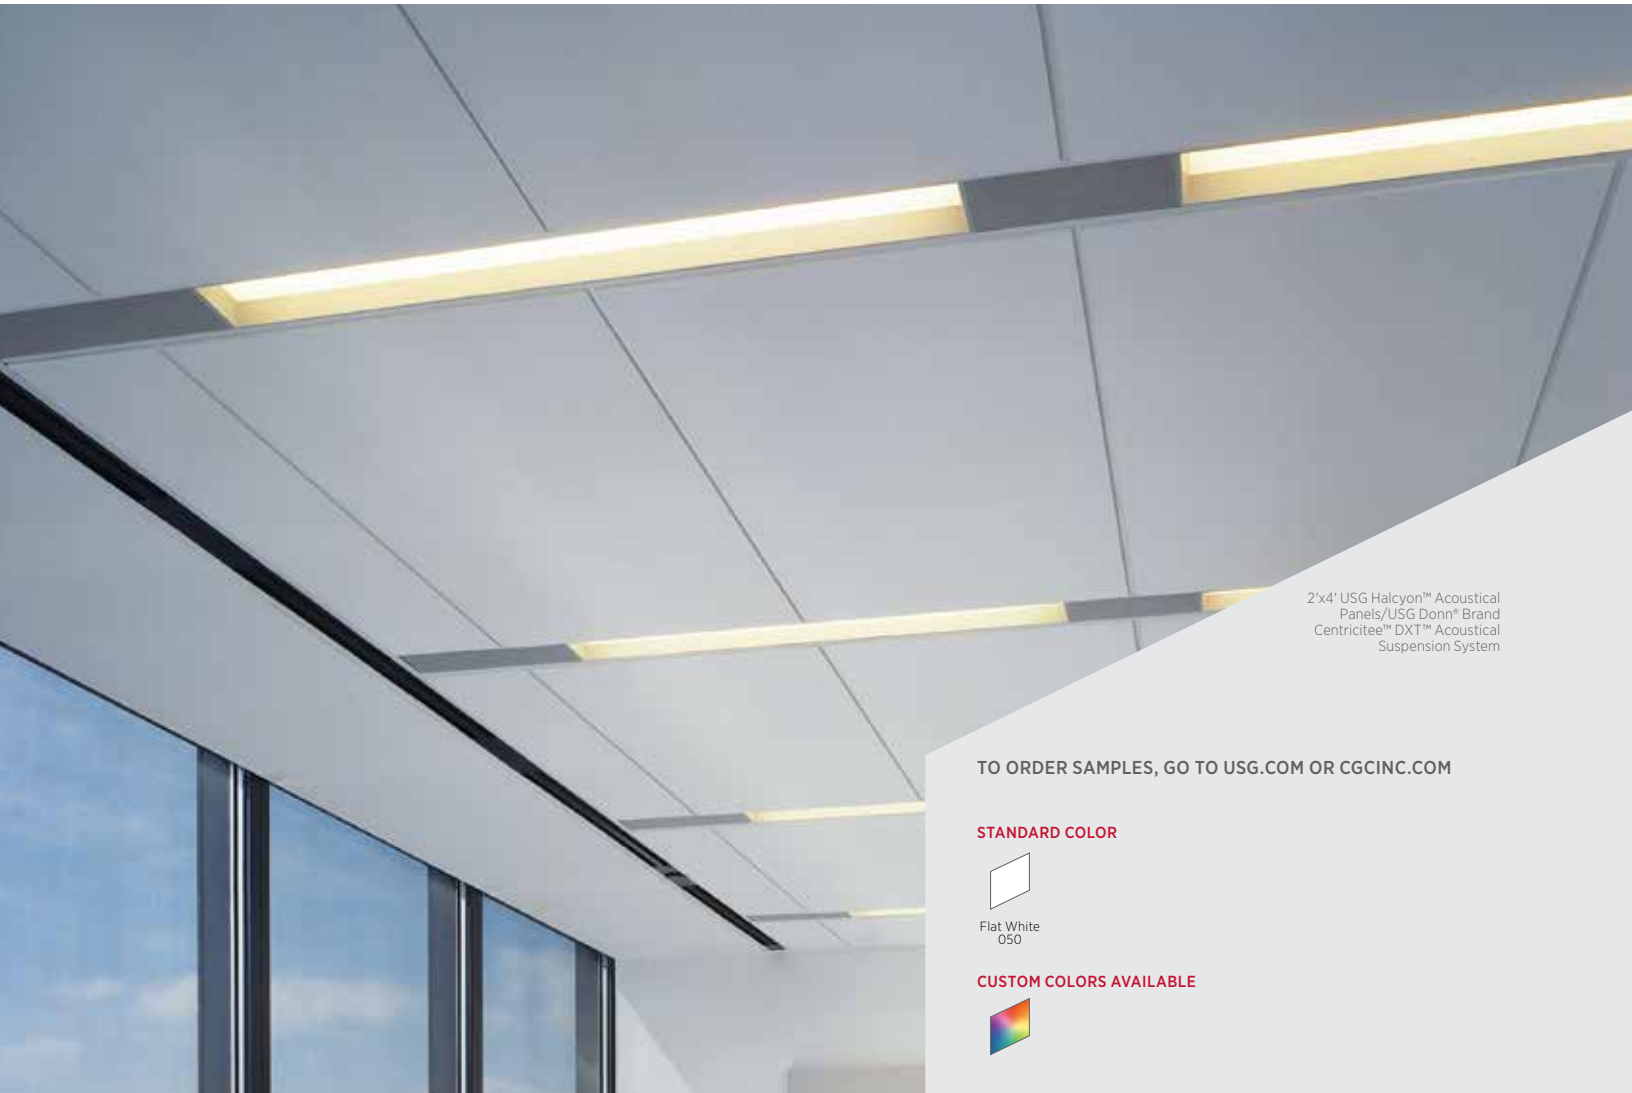 2'x4' USG Halcyon™ Acoustical
Panels/USG Donn® Brand
Centricitee™ DXT™ Acoustical
Suspension System
TO ORDER SAMPLES, GO TO USG.COM OR CGCINC.COM
STANDARD COLOR
Flat White
050
CUSTOM COLORS AVAILABLE